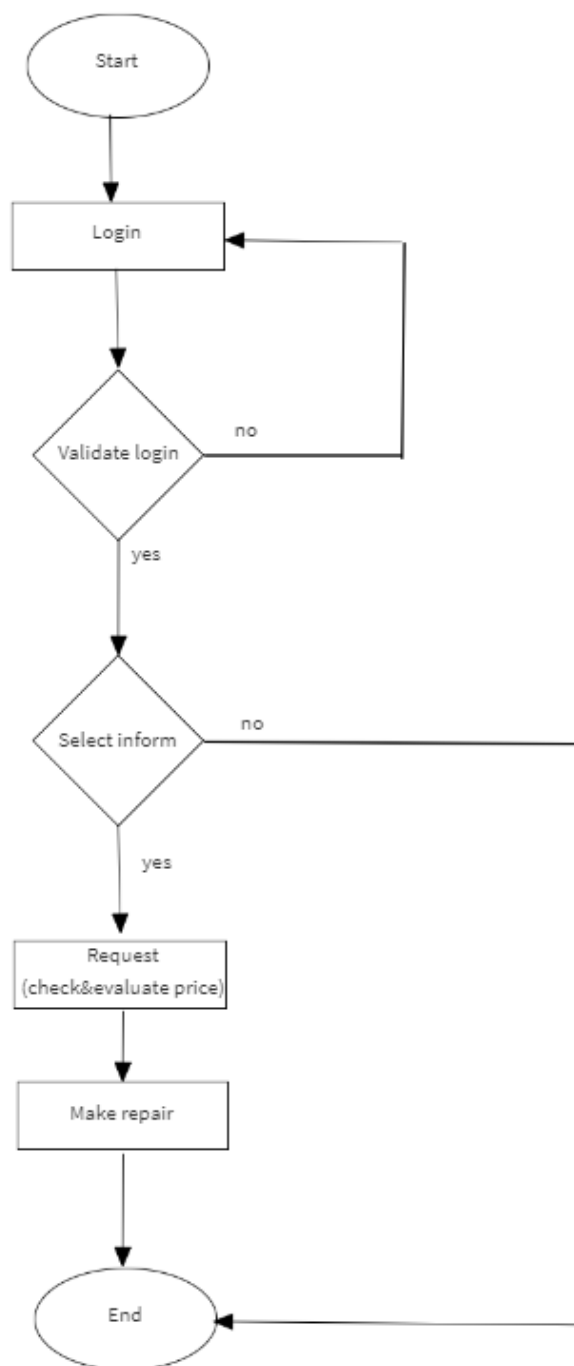 Start
Login
no
Validate login
yes
no
Select inform
yes
Request
(check&evaluate price)
Make repair
End